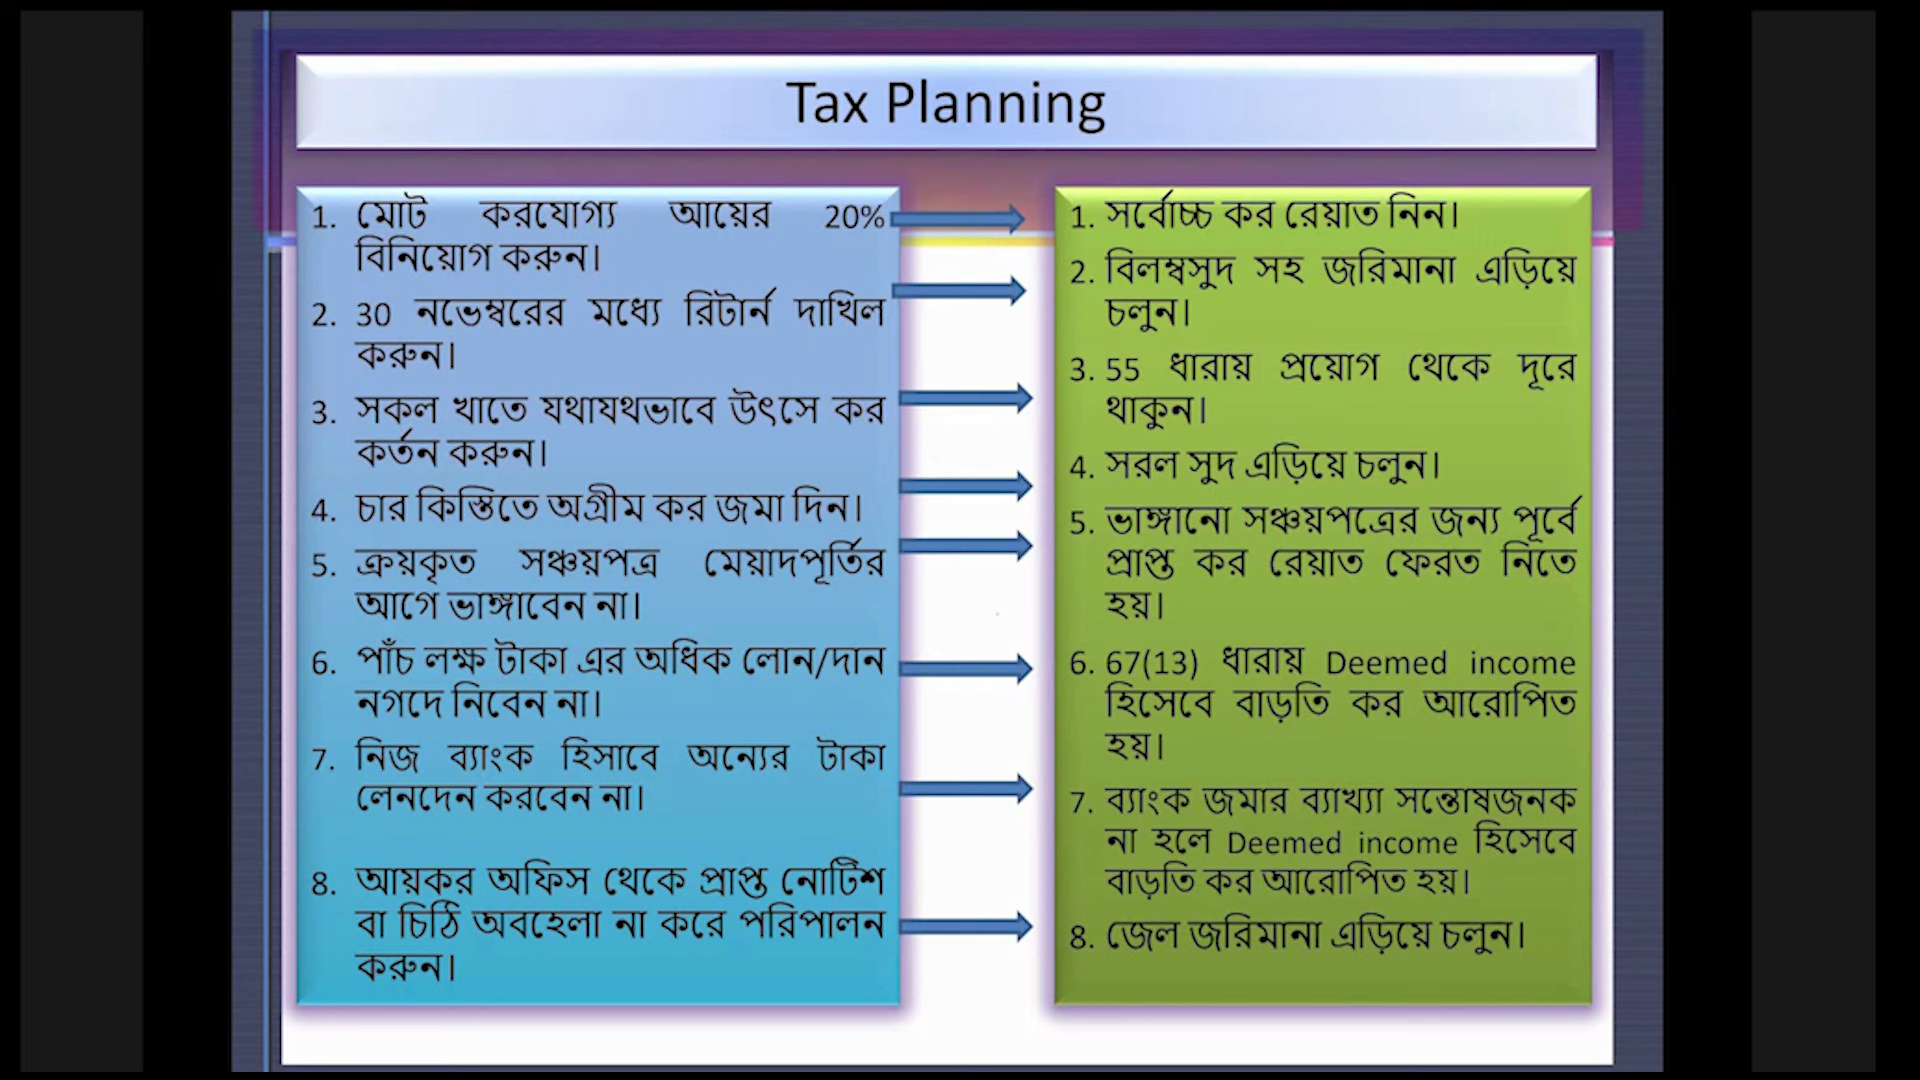 Tax Planning
1. মোট করযোগ্য আয়ের 20%
বিনিয়োগ করুন।
2. 30 নভেম্বরের মধ্যে রিটার্ন দাখিল
করুন।
3. সকল খাতে যথাযথভাবে উৎসে কর
কর্তন করুন।
4. চার কিস্তিতে অগ্রীম কর জমা দিন।
5. ক্রয়কৃত সঞ্চয়পত্র মেয়াদপূর্তির
আগে ভাঙ্গাবেন না।
6. পাঁচ লক্ষ টাকা এর অধিক লোন/দান
নগদে নিবেন না।
7. নিজ ব্যাংক হিসাবে অন্যের টাকা
লেনদেন করবেন না।
8. আয়কর অফিস থেকে প্রাপ্ত নোটিশ
বা চিঠি অবহেলা না করে পরিপালন
করুন।
1. সর্বোচ্চ কর রেয়াত নিন।
2. বিলম্বসুদ সহ জরিমানা এড়িয়ে
চলুন।
3. 55 ধারায় প্রয়োগ থেকে দূরে
থাকুন।
4. সরল সুদ এড়িয়ে চলুন।
5. ভাঙ্গানো সঞ্চয়পত্রের জন্য পূর্বে
প্রাপ্ত কর রেয়াত ফেরত নিতে
হয়।
6. 67(13) ধারায় Deemed income
হিসেবে বাড়তি কর আরোপিত
হয়।
7. ব্যাংক জমার ব্যাখ্যা সন্তোষজনক
না হলে Deemed income হিসেবে
বাড়তি কর আরোপিত হয়।
8. জেল জরিমানা এড়িয়ে চলুন।